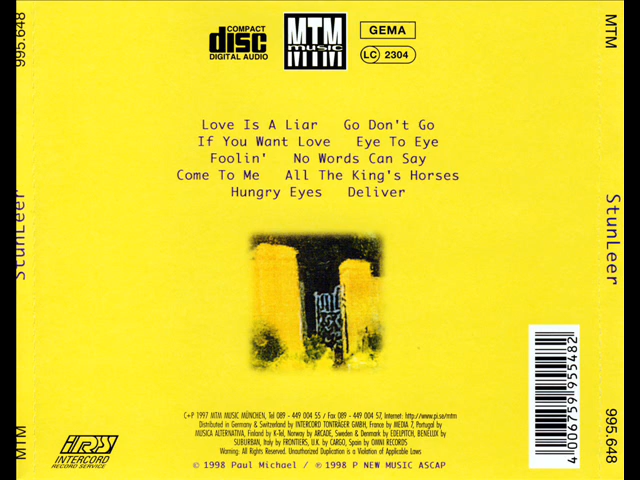 995.648
StunLeer
MTM
COMPACT
disc
DIGITAL AUDIO
MTM
music
MTM
GEMA
LC 2304
MTM
StunLeer
995.648
Love Is A Liar Go Don't Go
If You Want Love Eye To Eye
Foolin' No Words Can Say
Come To Me All The King's Horses
Hungry Eyes Deliver
C+P 1997 MTM MUSIC MÜNCHEN, Tel 089 - 449 004 55 / Fax 089 - 449 004 57, Internet: http://www.pi.se/mtm
Distributed in Germany & Switzerland by INTERCORD TONTRÄGER GMBH, France by MEDIA 7, Portugal by
MUSICA ALTERNATIVA, Finland by K-Tel, Norway by ARCADE, Sweden & Denmark by EDELPITCH, BENELUX by
SUBURBAN, Italy by FRONTIERS, U.K. by CARGO, Spain by OMNI RECORDS
Warning: All Rights Reserved. Unauthorized Duplication is a Violation of Applicable Laws
© 1998 Paul Michael / ℗ 1998 P NEW MUSIC ASCAP
IRS
INTERCORD
RECORD SERVICE
4 006759 955482